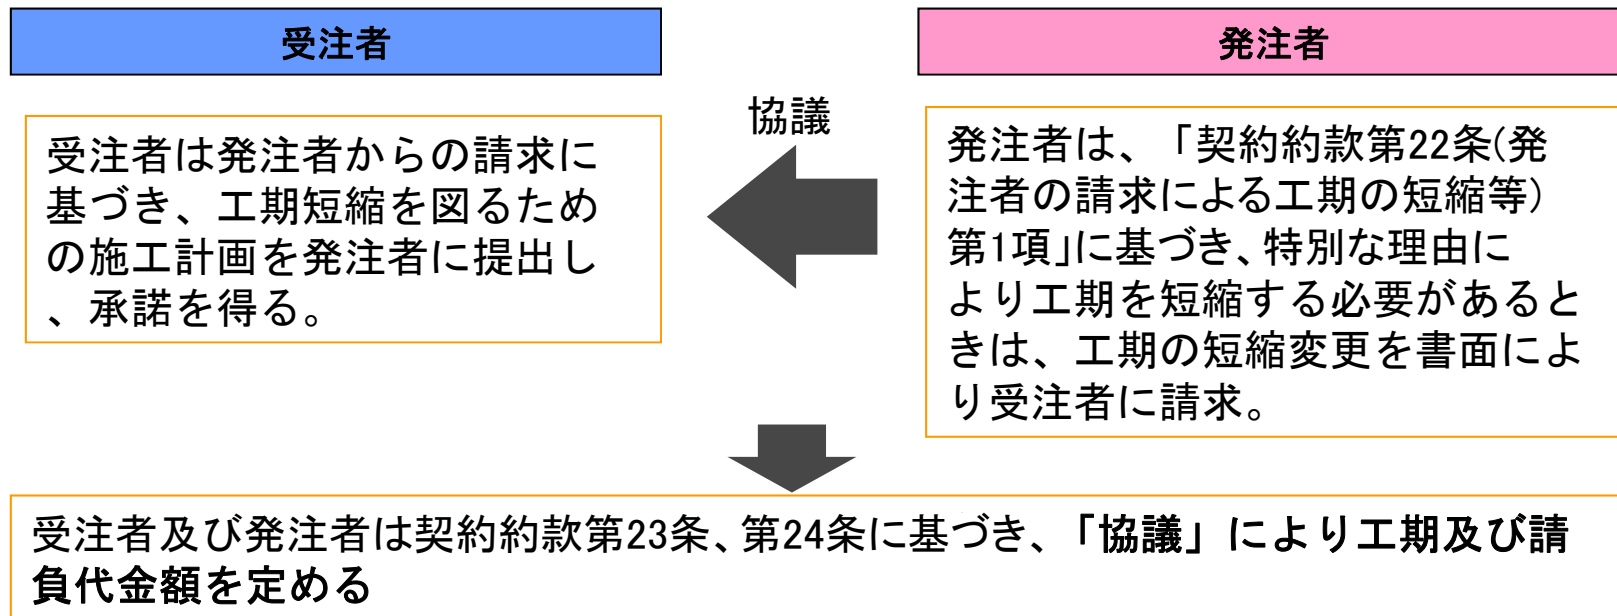 受注者
発注者
受注者は発注者からの請求に
基づき、工期短縮を図るため
の施工計画を発注者に提出し
、承諾を得る。
協議
発注者は、「契約約款第22条(発
注者の請求による工期の短縮等)
第1項」に基づき、特別な理由に
より工期を短縮する必要があると
きは、工期の短縮変更を書面によ
り受注者に請求。
受注者及び発注者は契約約款第23条、第24条に基づき、「協議」により工期及び請
負代金額を定める